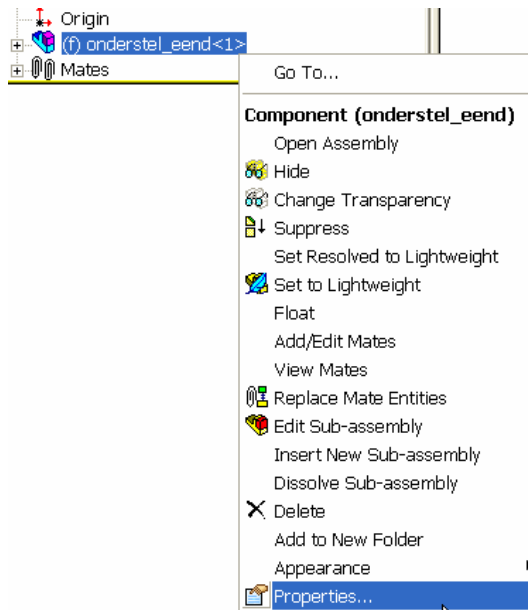 Origin
(f) onderstel_eend<1>
Mates
Go To...
Component (onderstel_eend)
Open Assembly
Hide
Change Transparency
Suppress
Set Resolved to Lightweight
Set to Lightweight
Float
Add/Edit Mates
View Mates
Replace Mate Entities
Edit Sub-assembly
Insert New Sub-assembly
Dissolve Sub-assembly
Delete
Add to New Folder
Appearance
Properties...